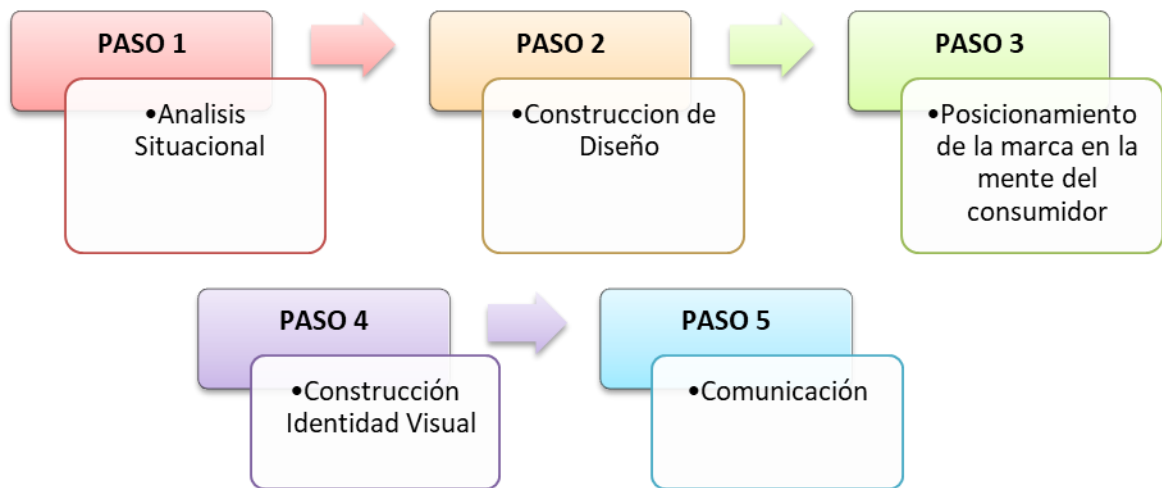 PASO 1
•Analisis
Situacional
PASO 2
•Construccion de
Diseño
PASO 3
•Posicionamiento
de la marca en la
mente del
consumidor
PASO 4
•Construcción
Identidad Visual
PASO 5
•Comunicación